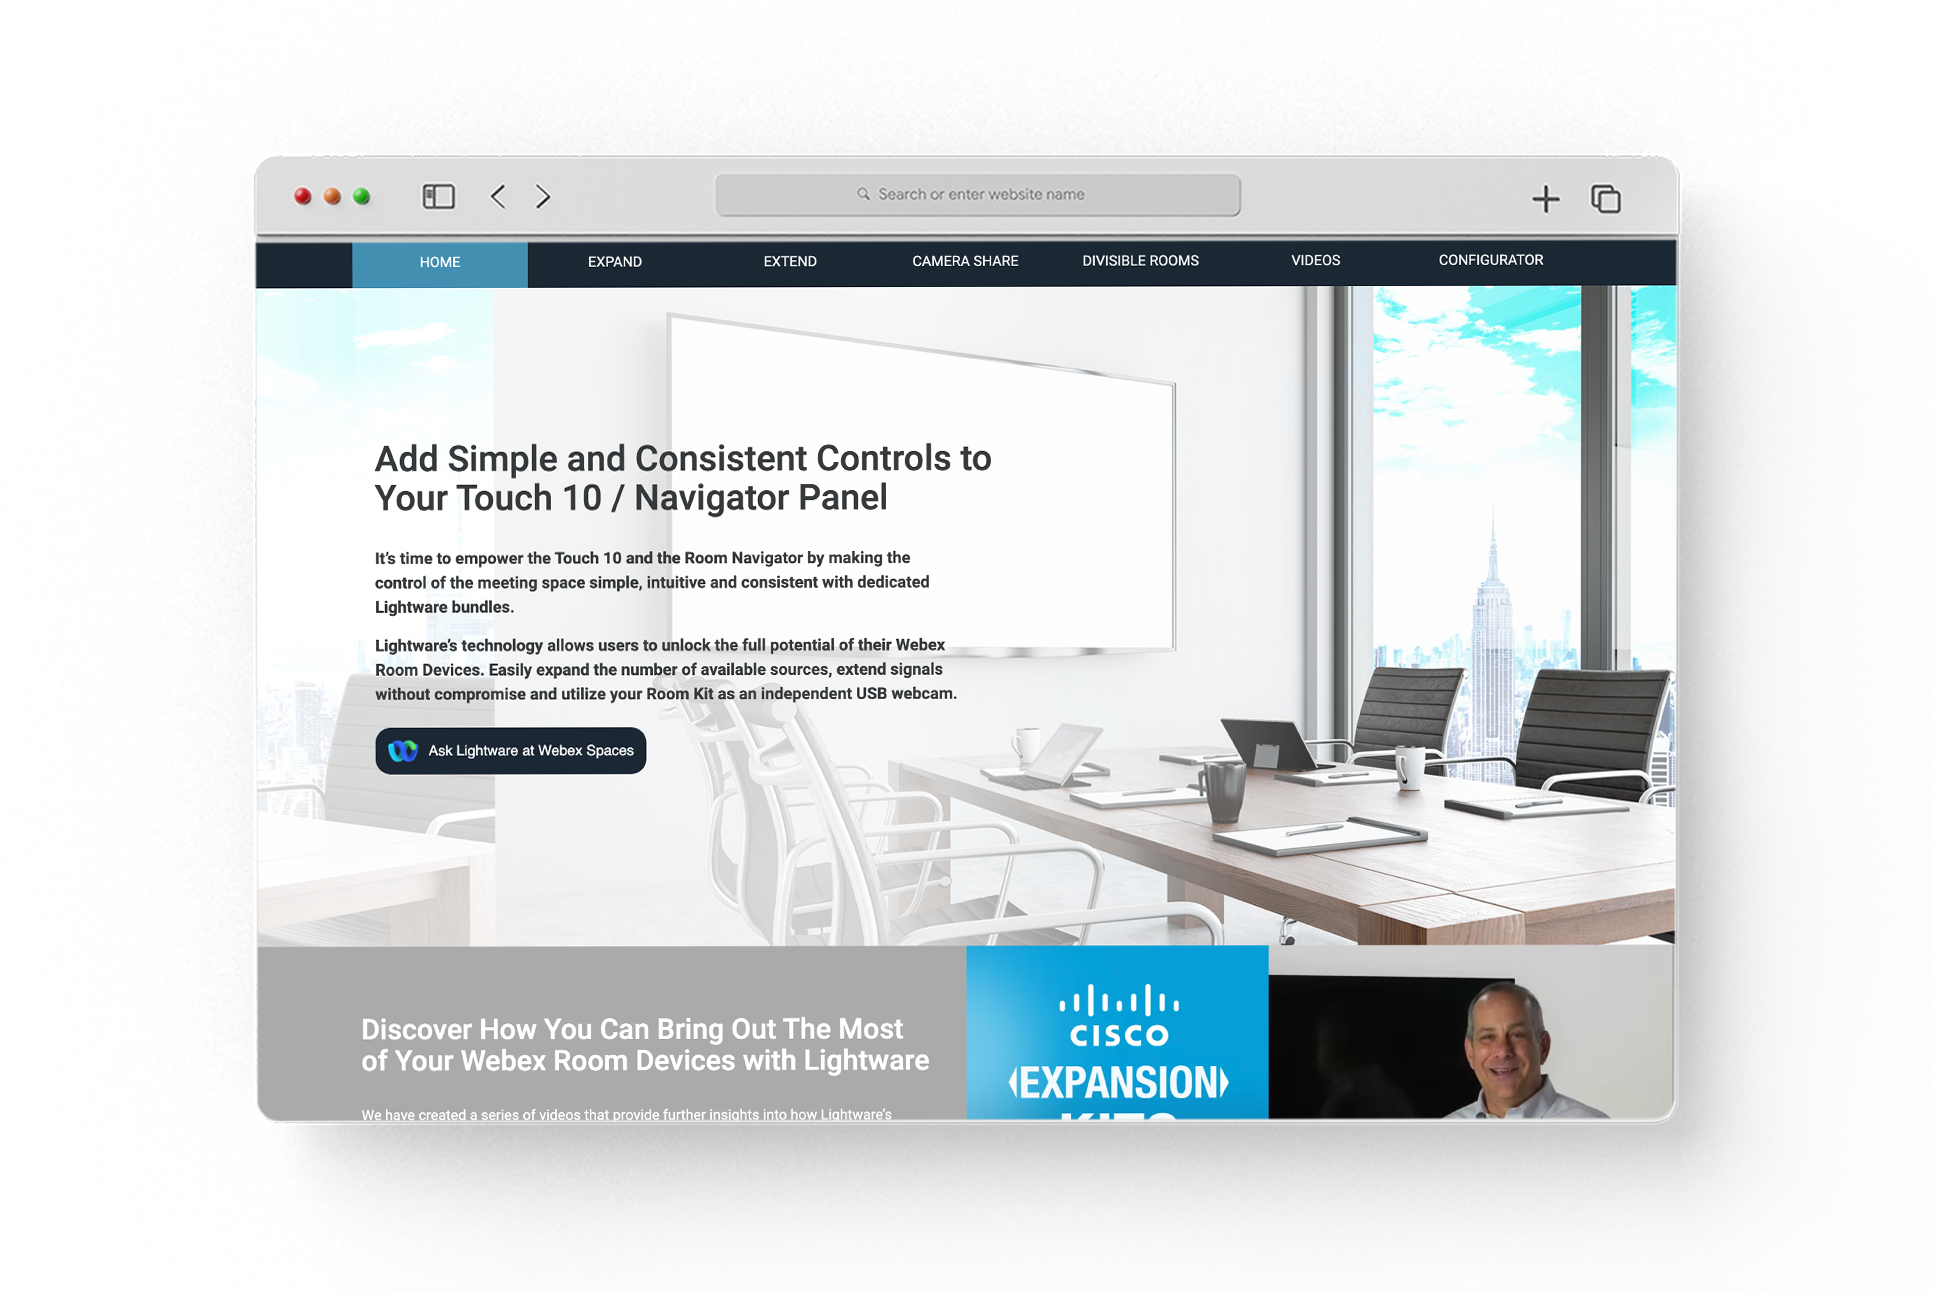 Search or enter website name
HOME
EXPAND
EXTEND
CAMERA SHARE
DIVISIBLE ROOMS
VIDEOS
CONFIGURATOR
Add Simple and Consistent Controls to
Your Touch 10 / Navigator Panel
It's time to empower the Touch 10 and the Room Navigator by making the
control of the meeting space simple, intuitive and consistent with dedicated
Lightware bundles.
Lightware's technology allows users to unlock the full potential of their Webex
Room Devices. Easily expand the number of available sources, extend signals
without compromise and utilize your Room Kit as an independent USB webcam.
Ask Lightware at Webex Spaces
Discover How You Can Bring Out The Most
of Your Webex Room Devices with Lightware
We have created a series of videos that provide further insights into how Lightware's
CISCO
EXPANSION